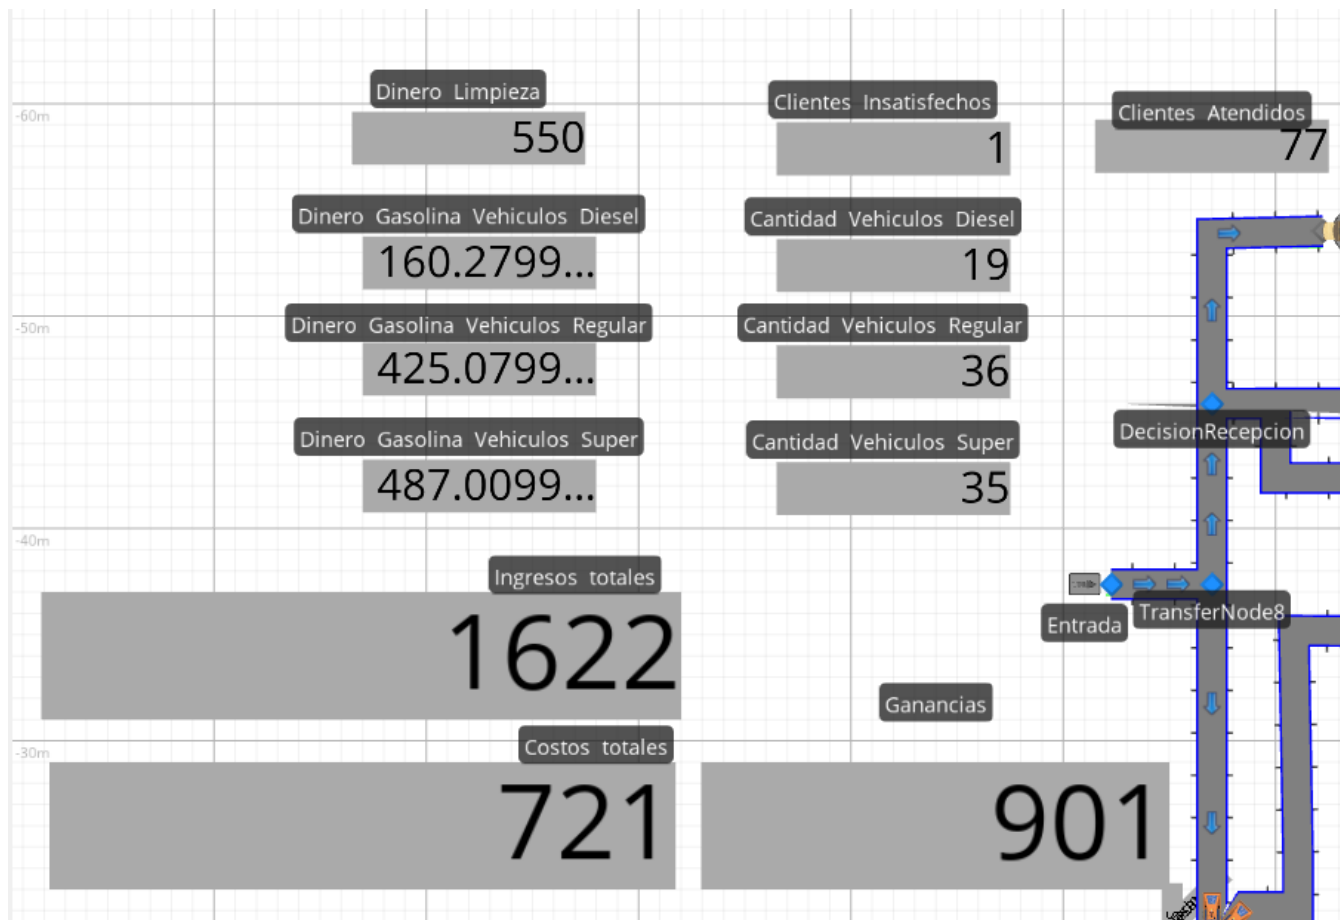 Dinero Limpieza
550
Clientes Insatisfechos
1
Clientes Atendidos
77
-60m
Dinero Gasolina Vehiculos Diesel
160.2799...
Cantidad Vehiculos Diesel
19
Dinero Gasolina Vehiculos Regular
425.0799...
Cantidad Vehiculos Regular
36
-50m
Dinero Gasolina Vehiculos Super
487.0099...
Cantidad Vehiculos Super
35
DecisionRecepcion
-40m
Ingresos totales
1622
Entrada
TransferNode8
Ganancias
901
-30m
Costos totales
721